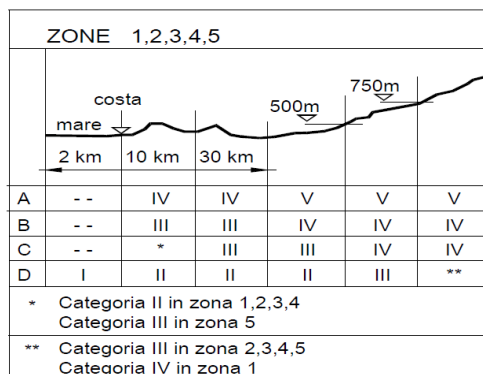 ZONE 1,2,3,4,5
750m
500m
costa
mare
2 km 10 km 30 km
A -- IV IV V V V
B -- III III IV IV IV
C -- * III III IV IV
D I II II II III **
* Categoria II in zona 1,2,3,4
Categoria III in zona 5
** Categoria III in zona 2,3,4,5
Categoria IV in zona 1